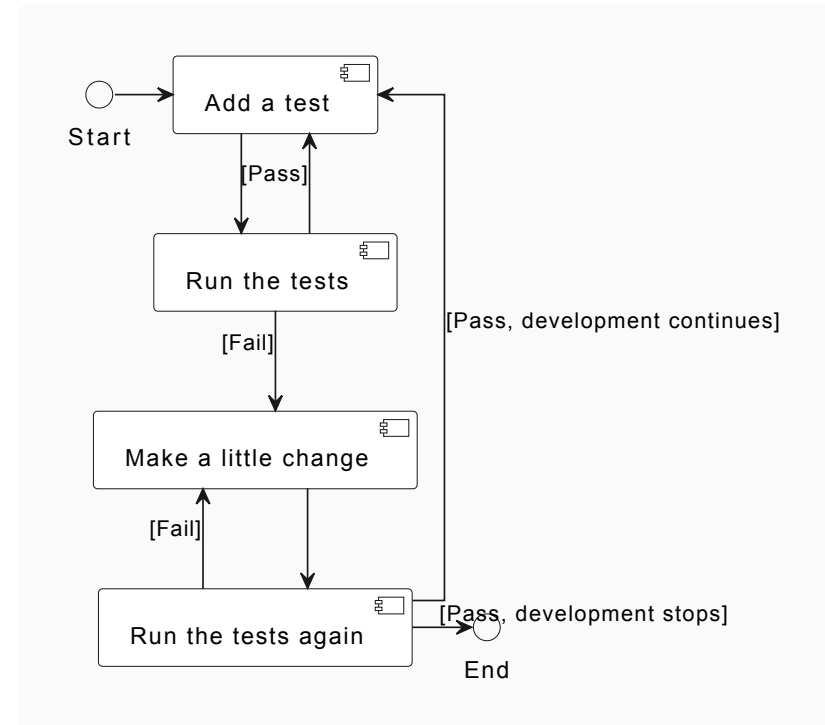 Add a test
Start
[Pass]
Run the tests
[Pass, development continues]
[Fail]
Make a little change
[Fail]
[Pass, development stops]
Run the tests again
End